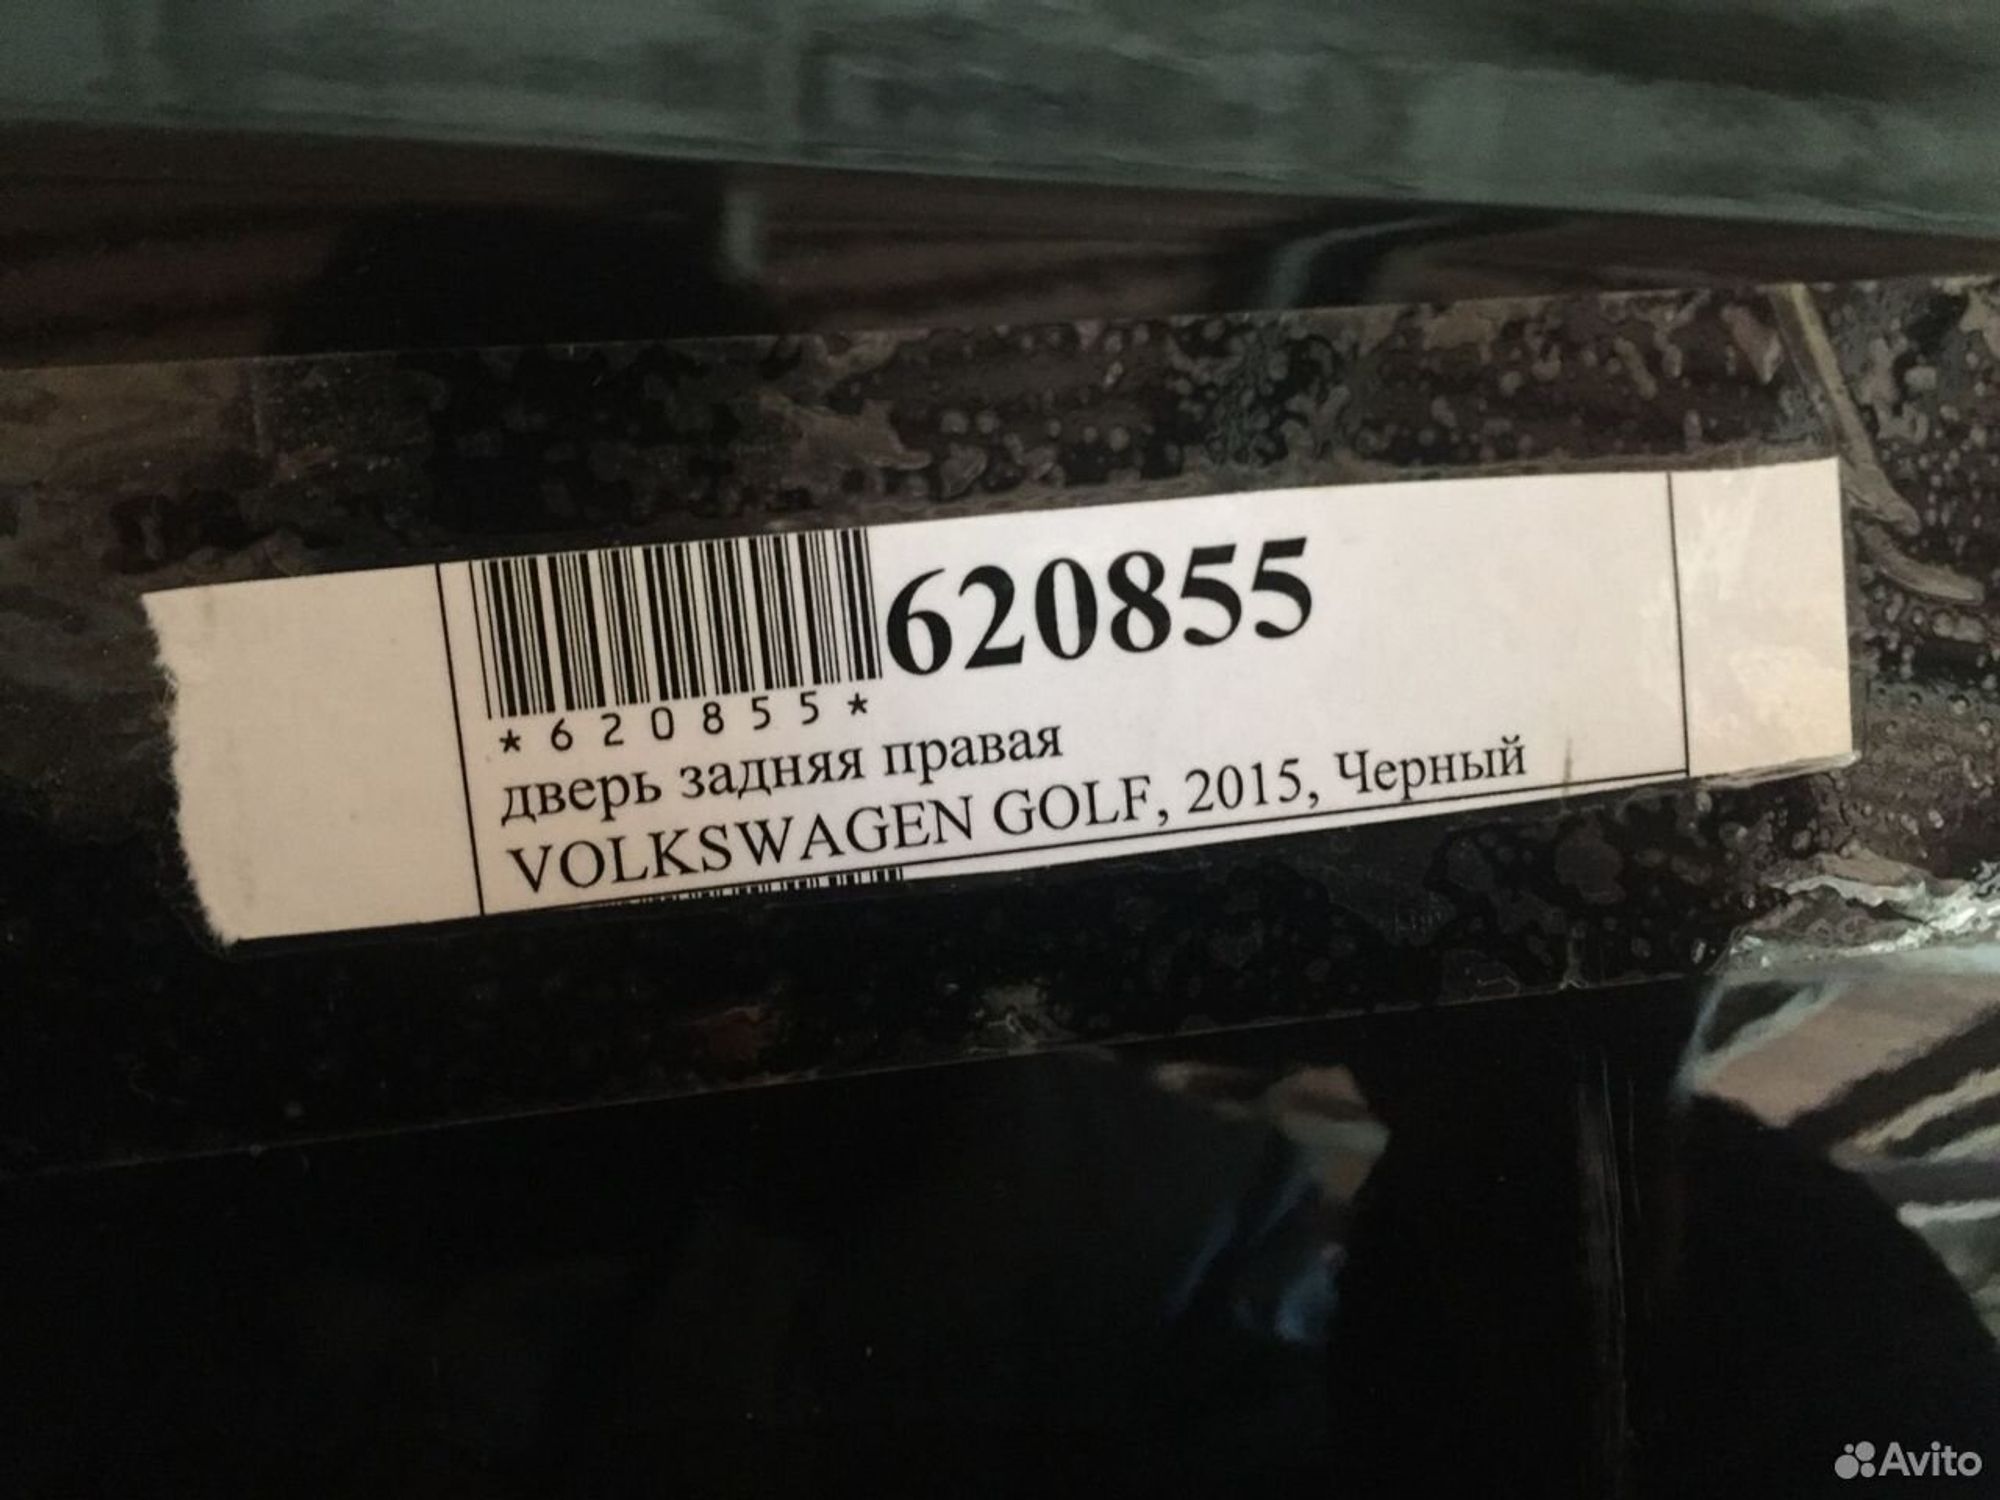 620855
*620855*
дверь задняя правая
VOLKSWAGEN GOLF, 2015, Черный
Avito